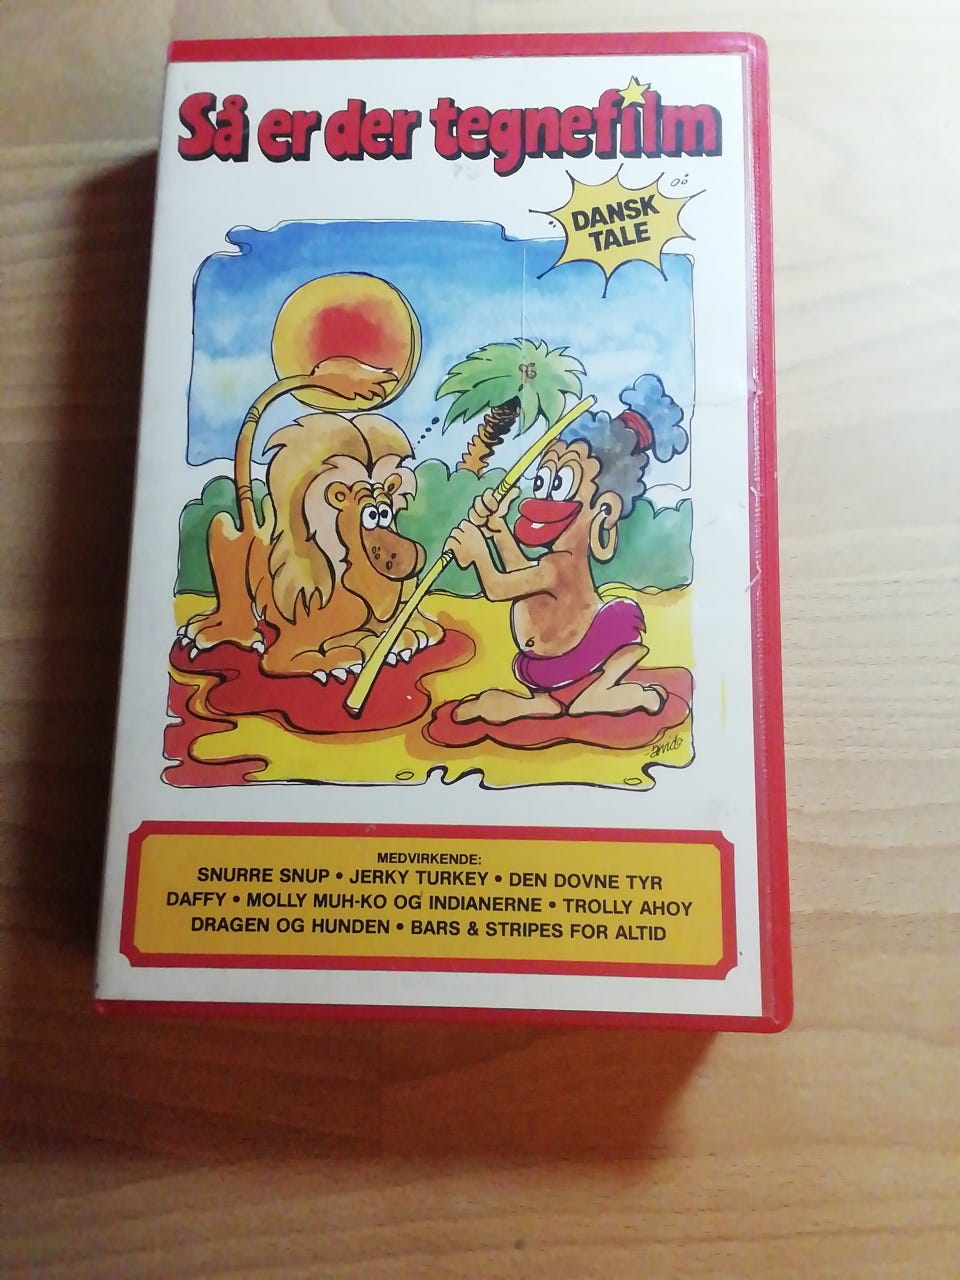 Så er der tegnefilm
DANSK
TALE
MEDVIRKENDE:
SNURRE SNUP • JERKY TURKEY • DEN DOVNE TYR
DAFFY • MOLLY MUH-KO OG INDIANERNE • TROLLY AHOY
DRAGEN OG HUNDEN • BARS & STRIPES FOR ALTID